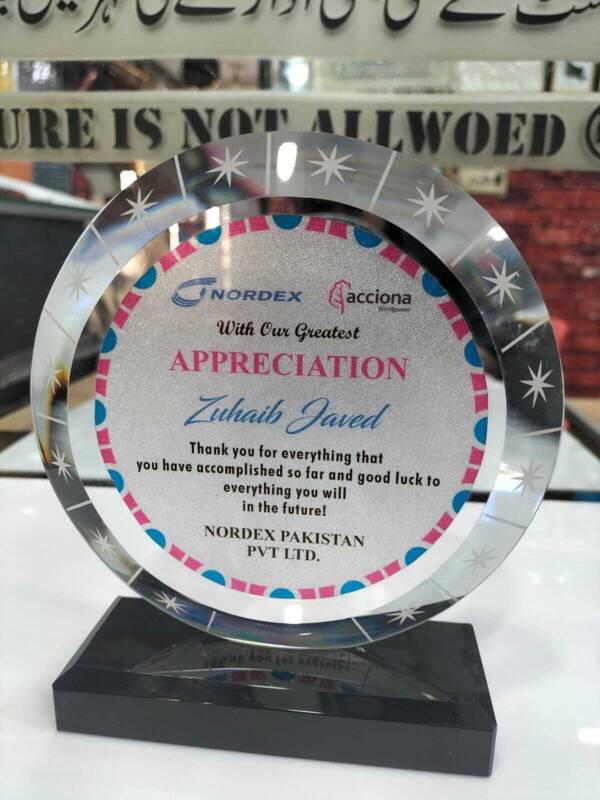 URE IS NOT ALLWOED
NORDEX
acciona
Windpower
With Our Greatest
APPRECIATION
Zuhaib Javed
Thank you for everything that
you have accomplished so far and good luck to
everything you will
in the future!
NORDEX PAKISTAN
PVT LTD.